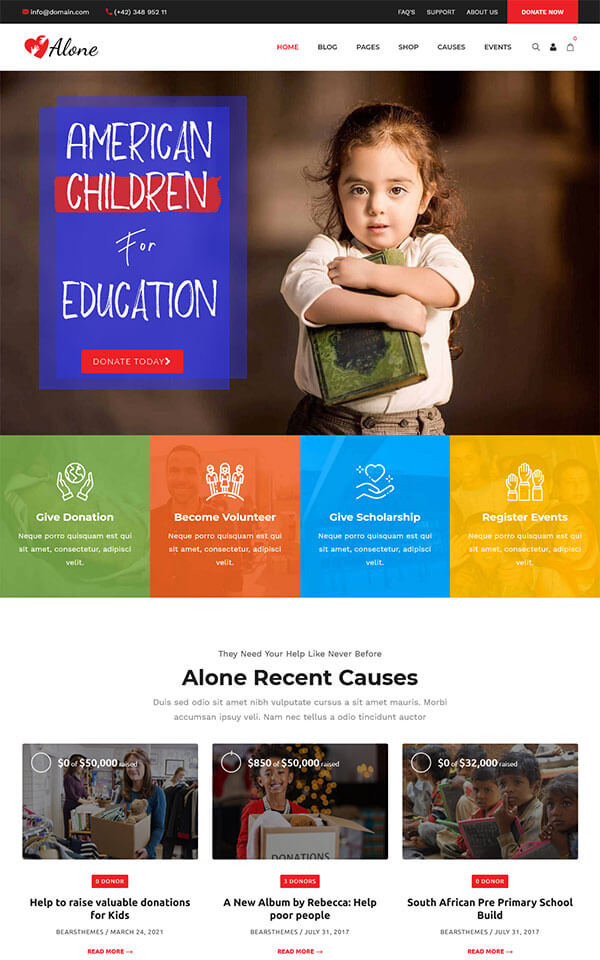 info@domain.com (+42) 348 952 11 FAQ'S SUPPORT ABOUT US DONATE NOW
Alone HOME BLOG PAGES SHOP CAUSES EVENTS 0
AMERICAN
CHILDREN
For
EDUCATION
DONATE TODAY
Give Donation
Neque porro quisquam est qui
sit amet, consectetur, adipisci
velit.
Become Volunteer
Neque porro quisquam est qui
sit amet, consectetur, adipisci
velit.
Give Scholarship
Neque porro quisquam est qui
sit amet, consectetur, adipisci
velit.
Register Events
Neque porro quisquam est qui
sit amet, consectetur, adipisci
velit.
They Need Your Help Like Never Before
Alone Recent Causes
Duis sed odio sit amet nibh vulputate cursus a sit amet mauris. Morbi
accumsan ipsuy veli. Nam nec tellus a odio tincidunt auctor
$0 of $50,000 raised
0 DONOR
Help to raise valuable donations
for Kids
BEARSTHEMES / MARCH 24, 2021
READ MORE →
$850 of $50,000 raised
DONATIONS
3 DONORS
A New Album by Rebecca: Help
poor people
BEARSTHEMES / JULY 31, 2017
READ MORE →
$0 of $32,000 raised
0 DONOR
South African Pre Primary School
Build
BEARSTHEMES / JULY 31, 2017
READ MORE →